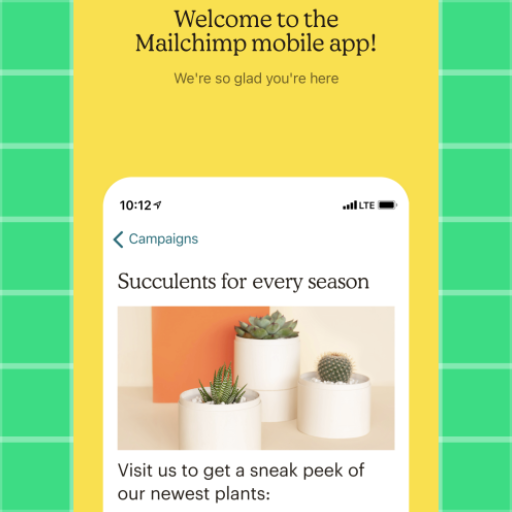 Welcome to the
Mailchimp mobile app!
We're so glad you're here
10:12
LTE
Campaigns
Succulents for every season
Visit us to get a sneak peek of
our newest plants: